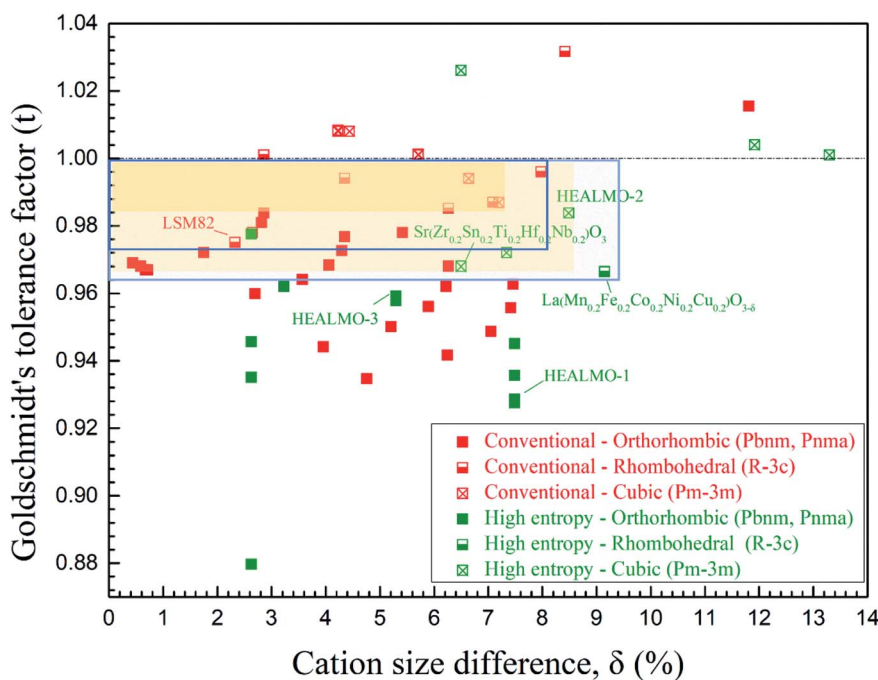 Goldschmidt's tolerance factor (t)
1.04
1.02
1.00
0.98
0.96
0.94
0.92
0.90
0.88
HEALMO-2
LSM82
Sr(Zr0.2Sn0.2Ti0.2Hf0.2Nb0.2)O3
La(Mn0.2Fe0.2Co0.2Ni0.2Cu0.2)O3-δ
HEALMO-3
HEALMO-1
Conventional - Orthorhombic (Pbnm, Pnma)
Conventional - Rhombohedral (R-3c)
Conventional - Cubic (Pm-3m)
High entropy - Orthorhombic (Pbnm, Pnma)
High entropy - Rhombohedral (R-3c)
High entropy - Cubic (Pm-3m)
0 1 2 3 4 5 6 7 8 9 10 11 12 13 14
Cation size difference, δ (%)